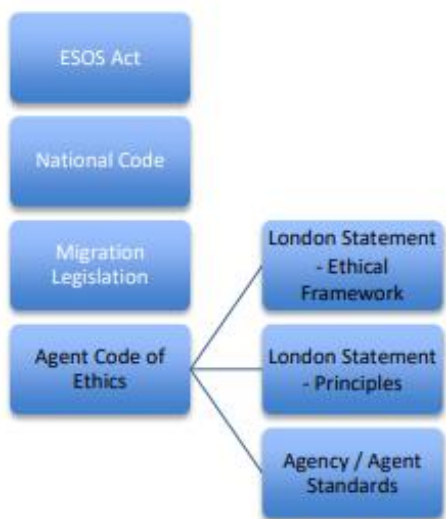 ESOS Act
National Code
Migration
Legislation
Agent Code of
Ethics
London Statement
- Ethical
Framework
London Statement
- Principles
Agency / Agent
Standards